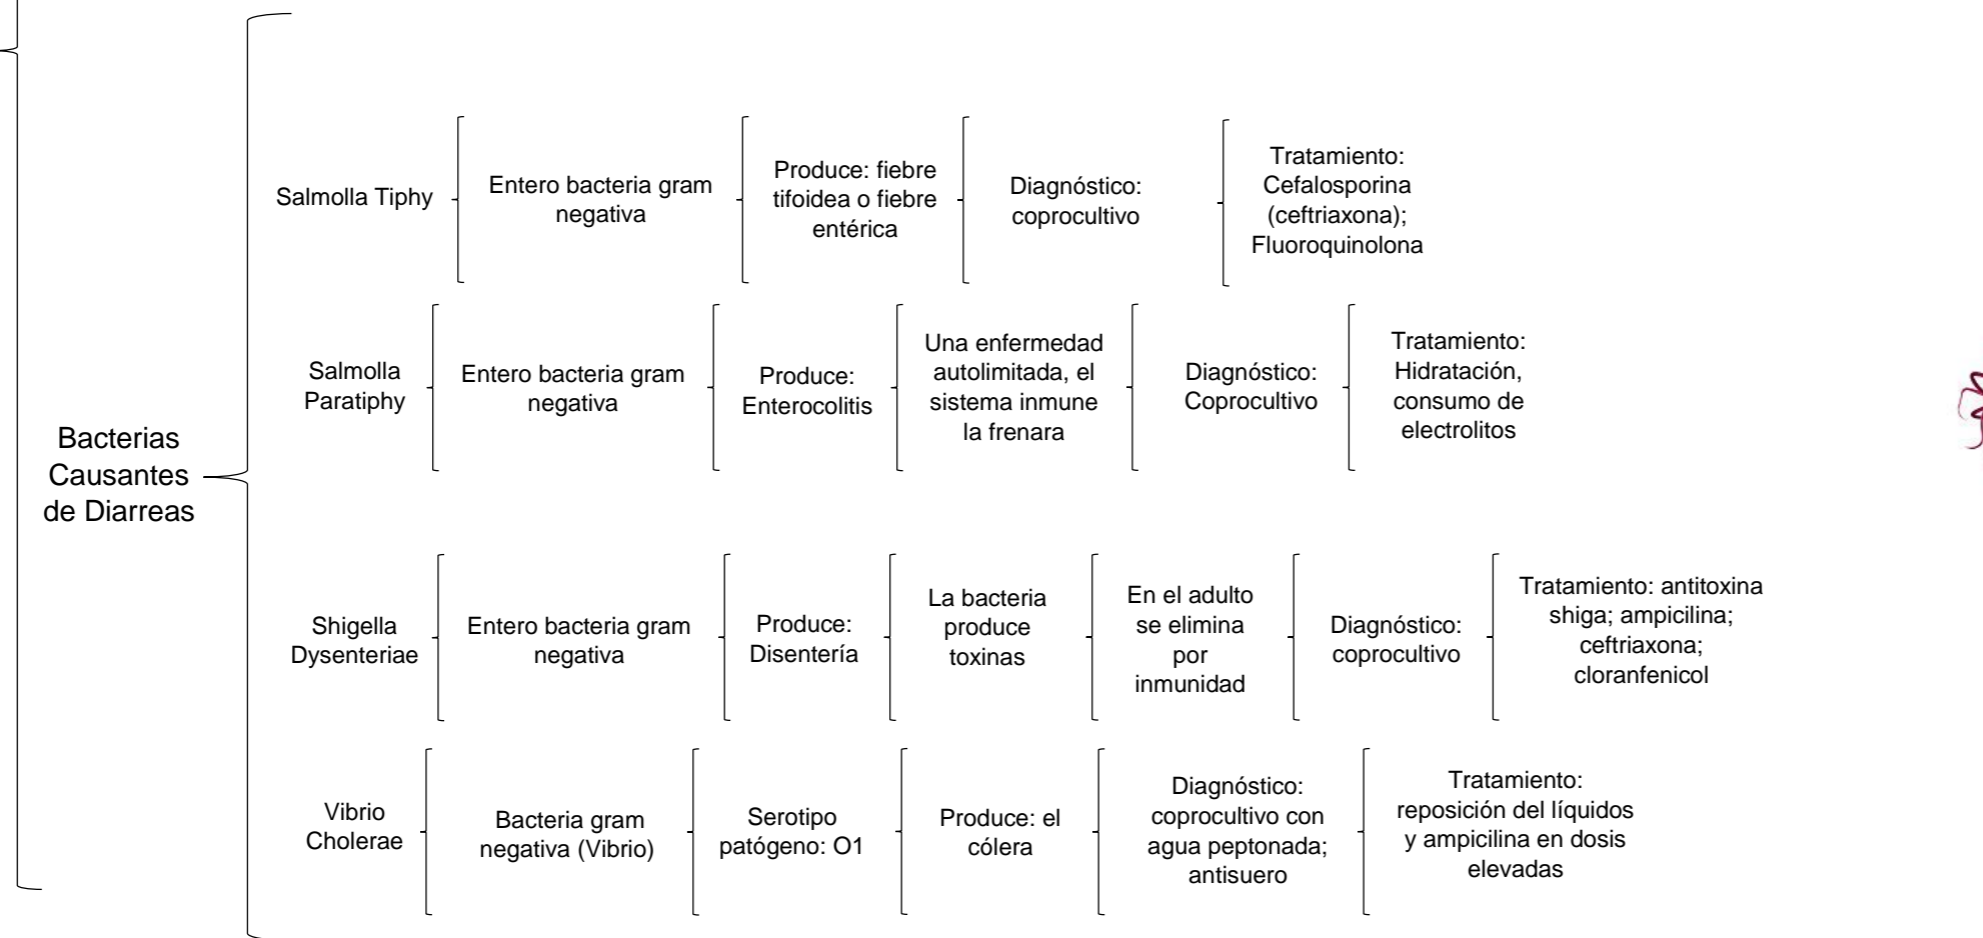 Bacterias
Causantes
de Diarreas
Salmolla Tiphy
Entero bacteria gram
negativa
Produce: fiebre
tifoidea o fiebre
entérica
Diagnóstico:
coprocultivo
Tratamiento:
Cefalosporina
(ceftriaxona);
Fluoroquinolona
Salmolla
Paratiphy
Entero bacteria gram
negativa
Produce:
Enterocolitis
Una enfermedad
autolimitada, el
sistema inmune
la frenara
Diagnóstico:
Coprocultivo
Tratamiento:
Hidratación,
consumo de
electrolitos
Shigella
Dysenteriae
Entero bacteria gram
negativa
Produce:
Disentería
La bacteria
produce
toxinas
En el adulto
se elimina
por
inmunidad
Diagnóstico:
coprocultivo
Tratamiento: antitoxina
shiga; ampicilina;
ceftriaxona;
cloranfenicol
Vibrio
Cholerae
Bacteria gram
negativa (Vibrio)
Serotipo
patógeno: O1
Produce: el
cólera
Diagnóstico:
coprocultivo con
agua peptonada;
antisuero
Tratamiento:
reposición del líquidos
y ampicilina en dosis
elevadas